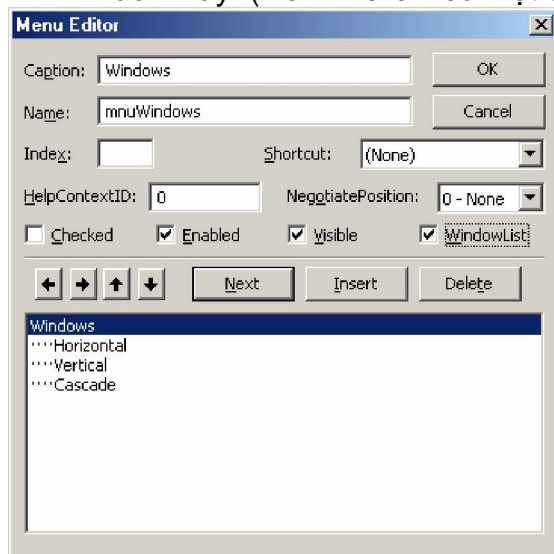 Menu Editor
Caption: Windows
OK
Name: mnuWindows
Cancel
Index:
Shortcut: (None)
HelpContextID: 0
NegotiatePosition: 0 - None
Checked
Enabled
Visible
WindowList
Next
Insert
Delete
Windows
····Horizontal
····Vertical
····Cascade